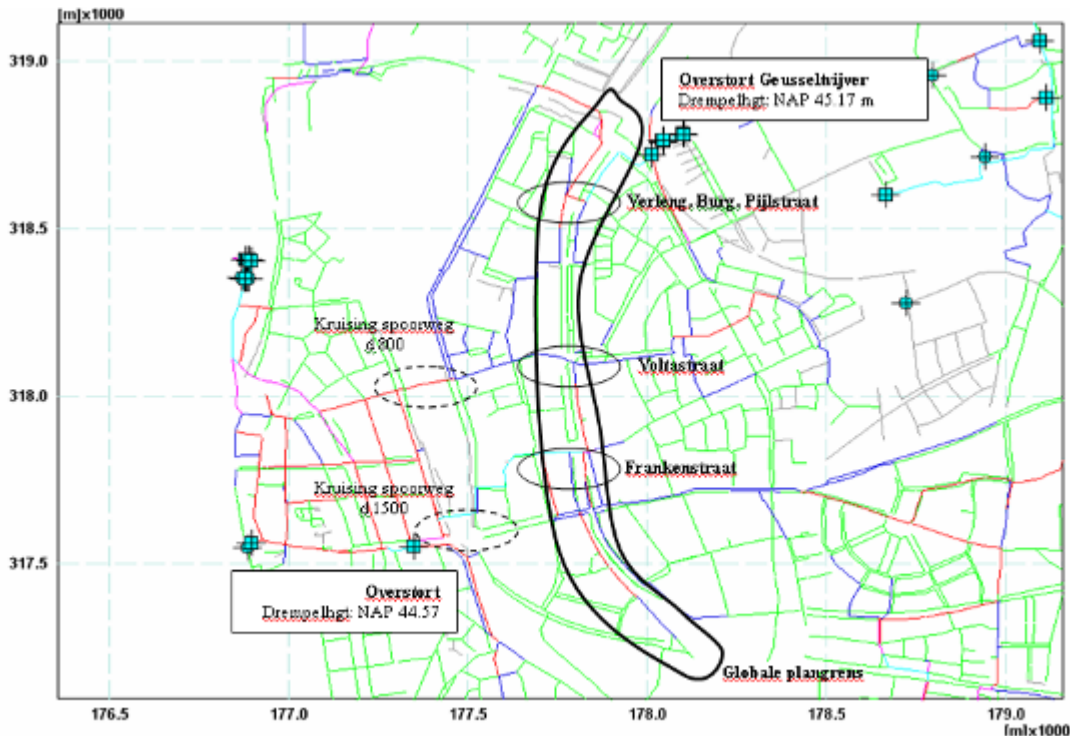 [m]x1000
319.0
318.5
318.0
317.5
Overstort Geusseltvijver
Drempelhgt: NAP 45.17 m
Verleng. Burg. Pijlstraat
Kruising spoorweg
d 800
Voltastraat
Frankenstraat
Kruising spoorweg
d 1500
Overstort
Drempelhgt: NAP 44.57
Globale plangrens
176.5
177.0
177.5
178.0
178.5
179.0
[m]x1000